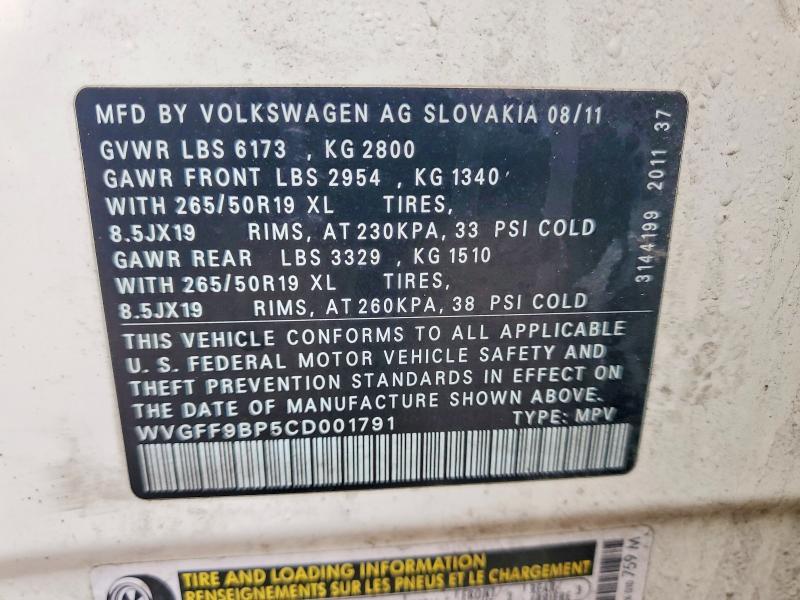 MFD BY VOLKSWAGEN AG SLOVAKIA 08/11
GVWR LBS 6173 , KG 2800
GAWR FRONT LBS 2954 , KG 1340
WITH 265/50R19 XL TIRES,
8.5JX19 RIMS, AT 230KPA, 33 PSI COLD
GAWR REAR LBS 3329 , KG 1510
WITH 265/50R19 XL TIRES,
8.5JX19 RIMS, AT 260KPA, 38 PSI COLD
THIS VEHICLE CONFORMS TO ALL APPLICABLE
U. S. FEDERAL MOTOR VEHICLE SAFETY AND
THEFT PREVENTION STANDARDS IN EFFECT ON
THE DATE OF MANUFACTURE SHOWN ABOVE.
WVGFF9BP5CD001791 TYPE: MPV
3144199 2011 37
TIRE AND LOADING INFORMATION
RENSEIGNEMENTS SUR LES PNEUS ET LE CHARGEMENT
759 M